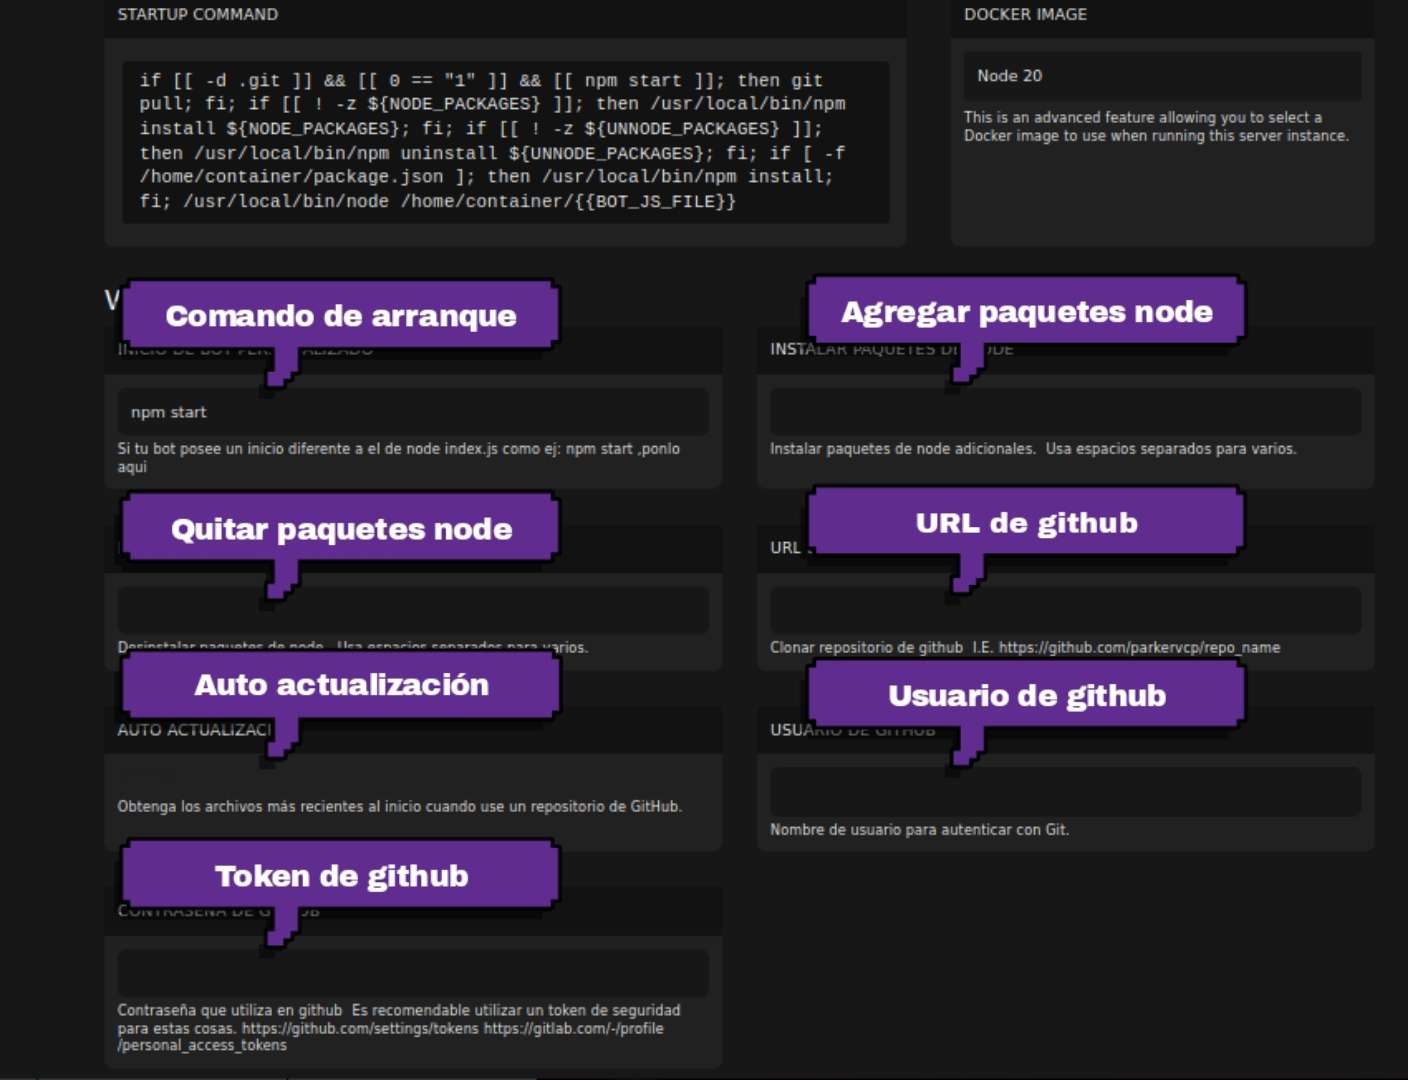 STARTUP COMMAND
if [[ -d .git ]] && [[ 0 == "1" ]] && [[ npm start ]]; then git
pull; fi; if [[ ! -z ${NODE_PACKAGES} ]]; then /usr/local/bin/npm
install ${NODE_PACKAGES}; fi; if [[ ! -z ${UNNODE_PACKAGES} ]];
then /usr/local/bin/npm uninstall ${UNNODE_PACKAGES}; fi; if [ -f
/home/container/package.json ]; then /usr/local/bin/npm install;
fi; /usr/local/bin/node /home/container/{{BOT_JS_FILE}}
DOCKER IMAGE
Node 20
This is an advanced feature allowing you to select a
Docker image to use when running this server instance.
Comando de arranque
INICIO DE BOT
npm start
Si tu bot posee un inicio diferente a el de node index.js como ej: npm start ,ponlo
aqui
Agregar paquetes node
INSTALAR PAQUETES
Instalar paquetes de node adicionales. Usa espacios separados para varios.
Quitar paquetes node
Desinstalar paquetes de node Usa espacios separados para varios.
URL de github
URL
Clonar repositorio de github I.E. https://github.com/parkervcp/repo_name
Auto actualización
AUTO ACTUALIZACI
Obtenga los archivos más recientes al inicio cuando use un repositorio de GitHub.
Usuario de github
USUARIO DE GITHUB
Nombre de usuario para autenticar con Git.
Token de github
CONTRASEÑA DE
Contraseña que utiliza en github Es recomendable utilizar un token de seguridad
para estas cosas. https://github.com/settings/tokens https://gitlab.com/-/profile
/personal_access_tokens